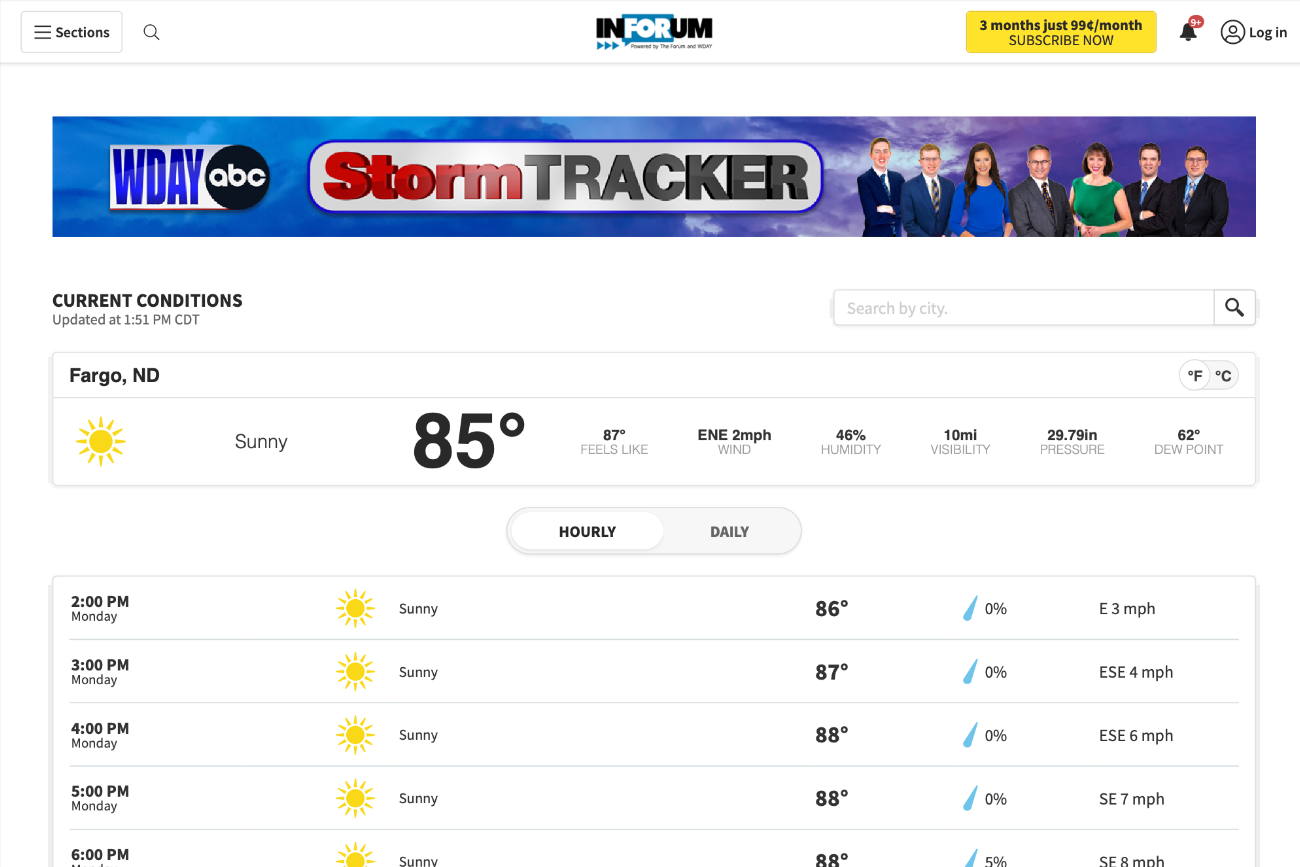 Sections
INFORUM
Powered by The Forum and WDAY
3 months just 99¢/month
SUBSCRIBE NOW
9+
Log in
WDAY abc StormTRACKER
CURRENT CONDITIONS
Updated at 1:51 PM CDT
Search by city.
Fargo, ND
°F °C
Sunny
85°
87°
FEELS LIKE
ENE 2mph
WIND
46%
HUMIDITY
10mi
VISIBILITY
29.79in
PRESSURE
62°
DEW POINT
HOURLY DAILY
2:00 PM
Monday
Sunny 86° 0% E 3 mph
3:00 PM
Monday
Sunny 87° 0% ESE 4 mph
4:00 PM
Monday
Sunny 88° 0% ESE 6 mph
5:00 PM
Monday
Sunny 88° 0% SE 7 mph
6:00 PM
Monday
Sunny 88° 5% SE 8 mph